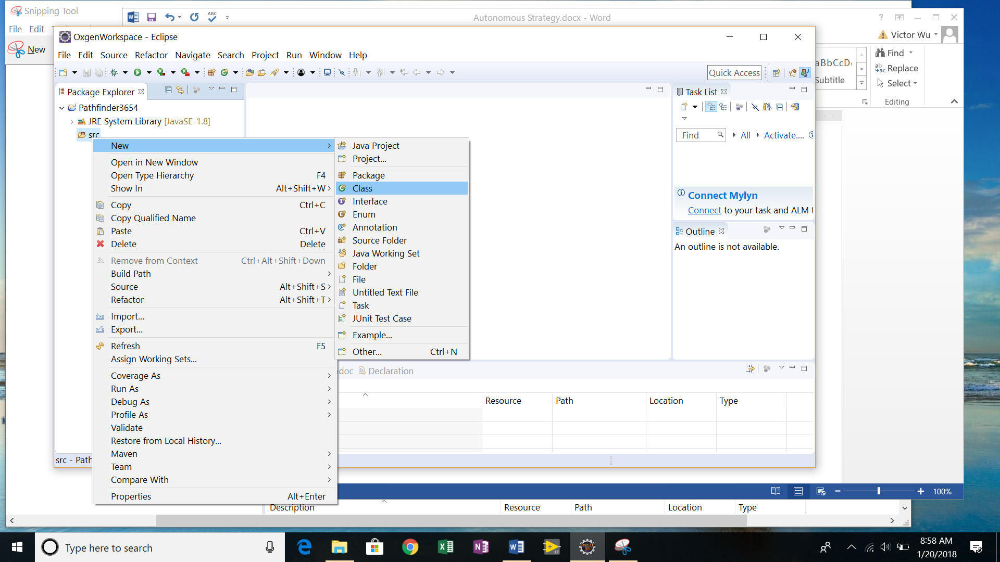 Snipping Tool
File Edit
New
ABC
Autonomous Strategy.docx - Word
?
Victor Wu
Find
Replace
Select
Editing
Subtitle
OxgenWorkspace - Eclipse
File Edit Source Refactor Navigate Search Project Run Window Help
Quick Access
Package Explorer
Pathfinder3654
JRE System Library [JavaSE-1.8]
src
New
Open in New Window
Open Type Hierarchy F4
Show In Alt+Shift+W
Copy Ctrl+C
Copy Qualified Name
Paste Ctrl+V
Delete Delete
Remove from Context Ctrl+Alt+Shift+Down
Build Path
Source Alt+Shift+S
Refactor Alt+Shift+T
Import...
Export...
Refresh F5
Assign Working Sets...
Coverage As
Run As
Debug As
Profile As
Validate
Restore from Local History...
Maven
Team
Compare With
Properties Alt+Enter
Java Project
Project...
Package
Class
Interface
Enum
Annotation
Source Folder
Java Working Set
Folder
File
Untitled Text File
Task
JUnit Test Case
Example...
Other... Ctrl+N
Task List
Find All Activate....
Connect Mylyn
Connect to your task and ALM t
Outline
An outline is not available.
doc Declaration
Resource Path Location Type
src - Path
100%
Description Resource Path Location Type
Type here to search
8:58 AM
1/20/2018